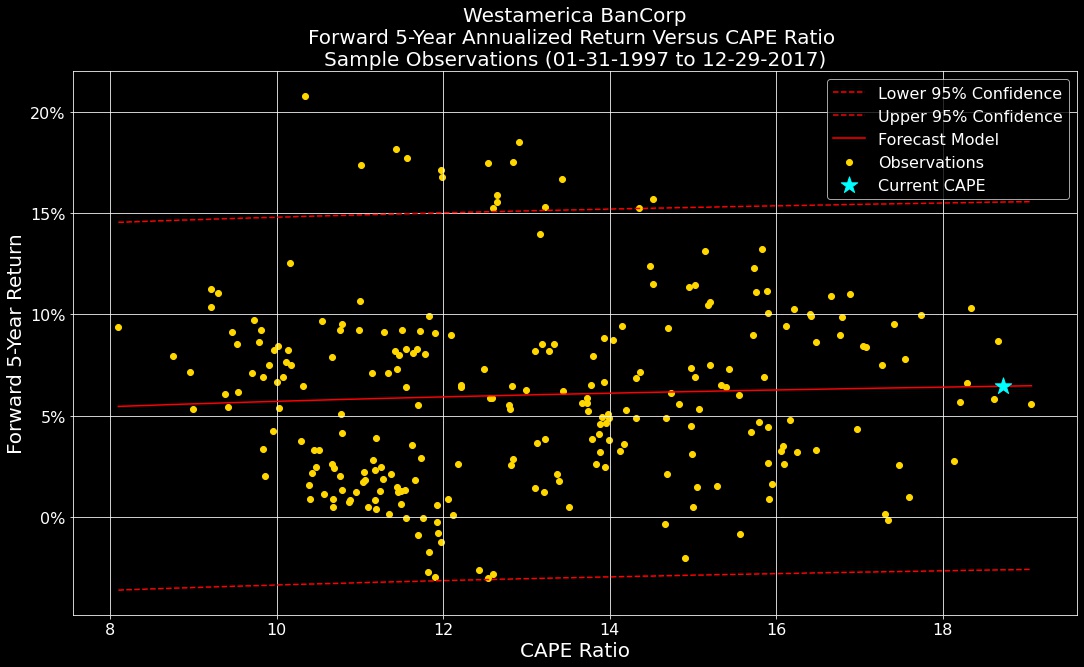 Westamerica BanCorp
Forward 5-Year Annualized Return Versus CAPE Ratio
Sample Observations (01-31-1997 to 12-29-2017)
Lower 95% Confidence
Upper 95% Confidence
Forecast Model
Observations
Current CAPE
Forward 5-Year Return
20%
15%
10%
5%
0%
8 10 12 14 16 18
CAPE Ratio